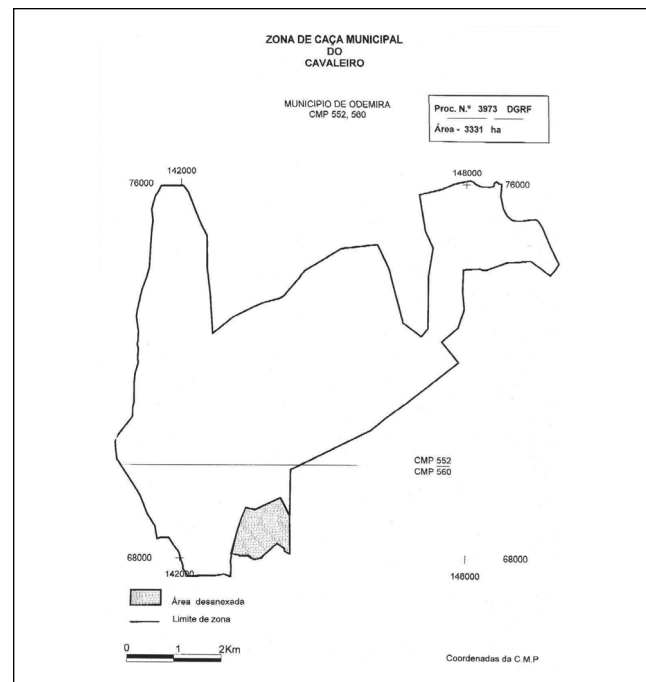 ZONA DE CAÇA MUNICIPAL
DO
CAVALEIRO
MUNICIPIO DE ODEMIRA
CMP 552, 560
Proc. N.º 3973 DGRF
Área - 3331 ha
142000
76000
148000
76000
CMP 552
CMP 560
68000
142000
148000
68000
Área desanexada
Limite de zona
0 1 2Km
Coordenadas da C.M.P